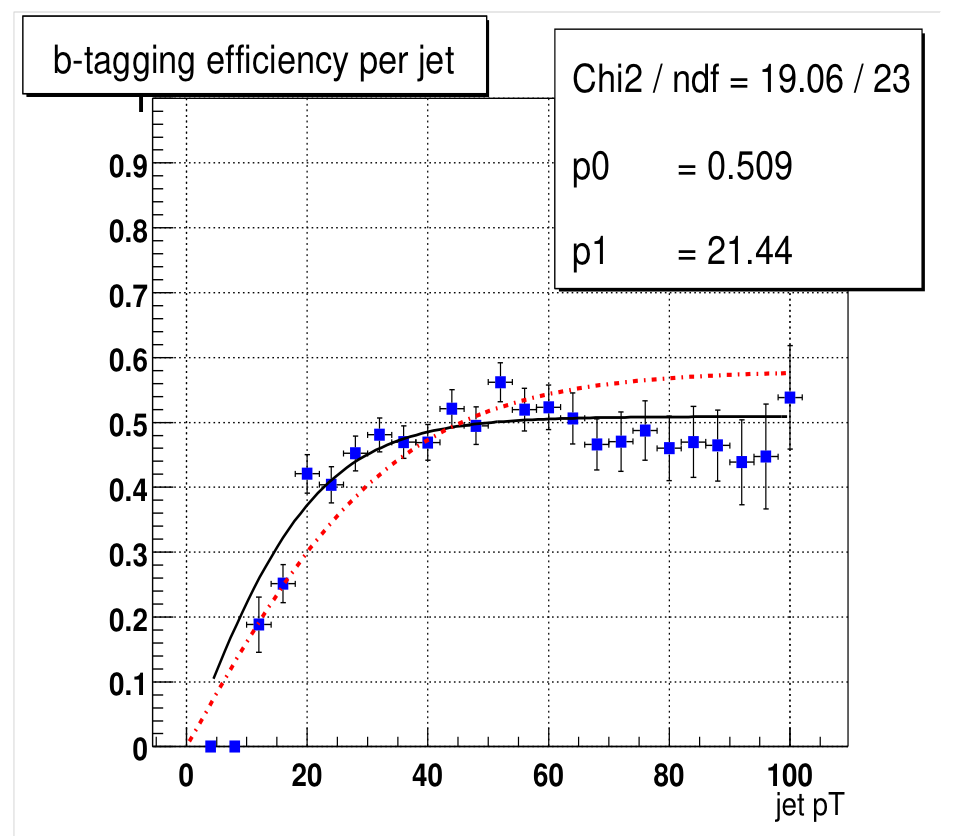 b-tagging efficiency per jet
Chi2 / ndf = 19.06 / 23
p0 = 0.509
p1 = 21.44
0.9
0.8
0.7
0.6
0.5
0.4
0.3
0.2
0.1
0
0 20 40 60 80 100
jet pT